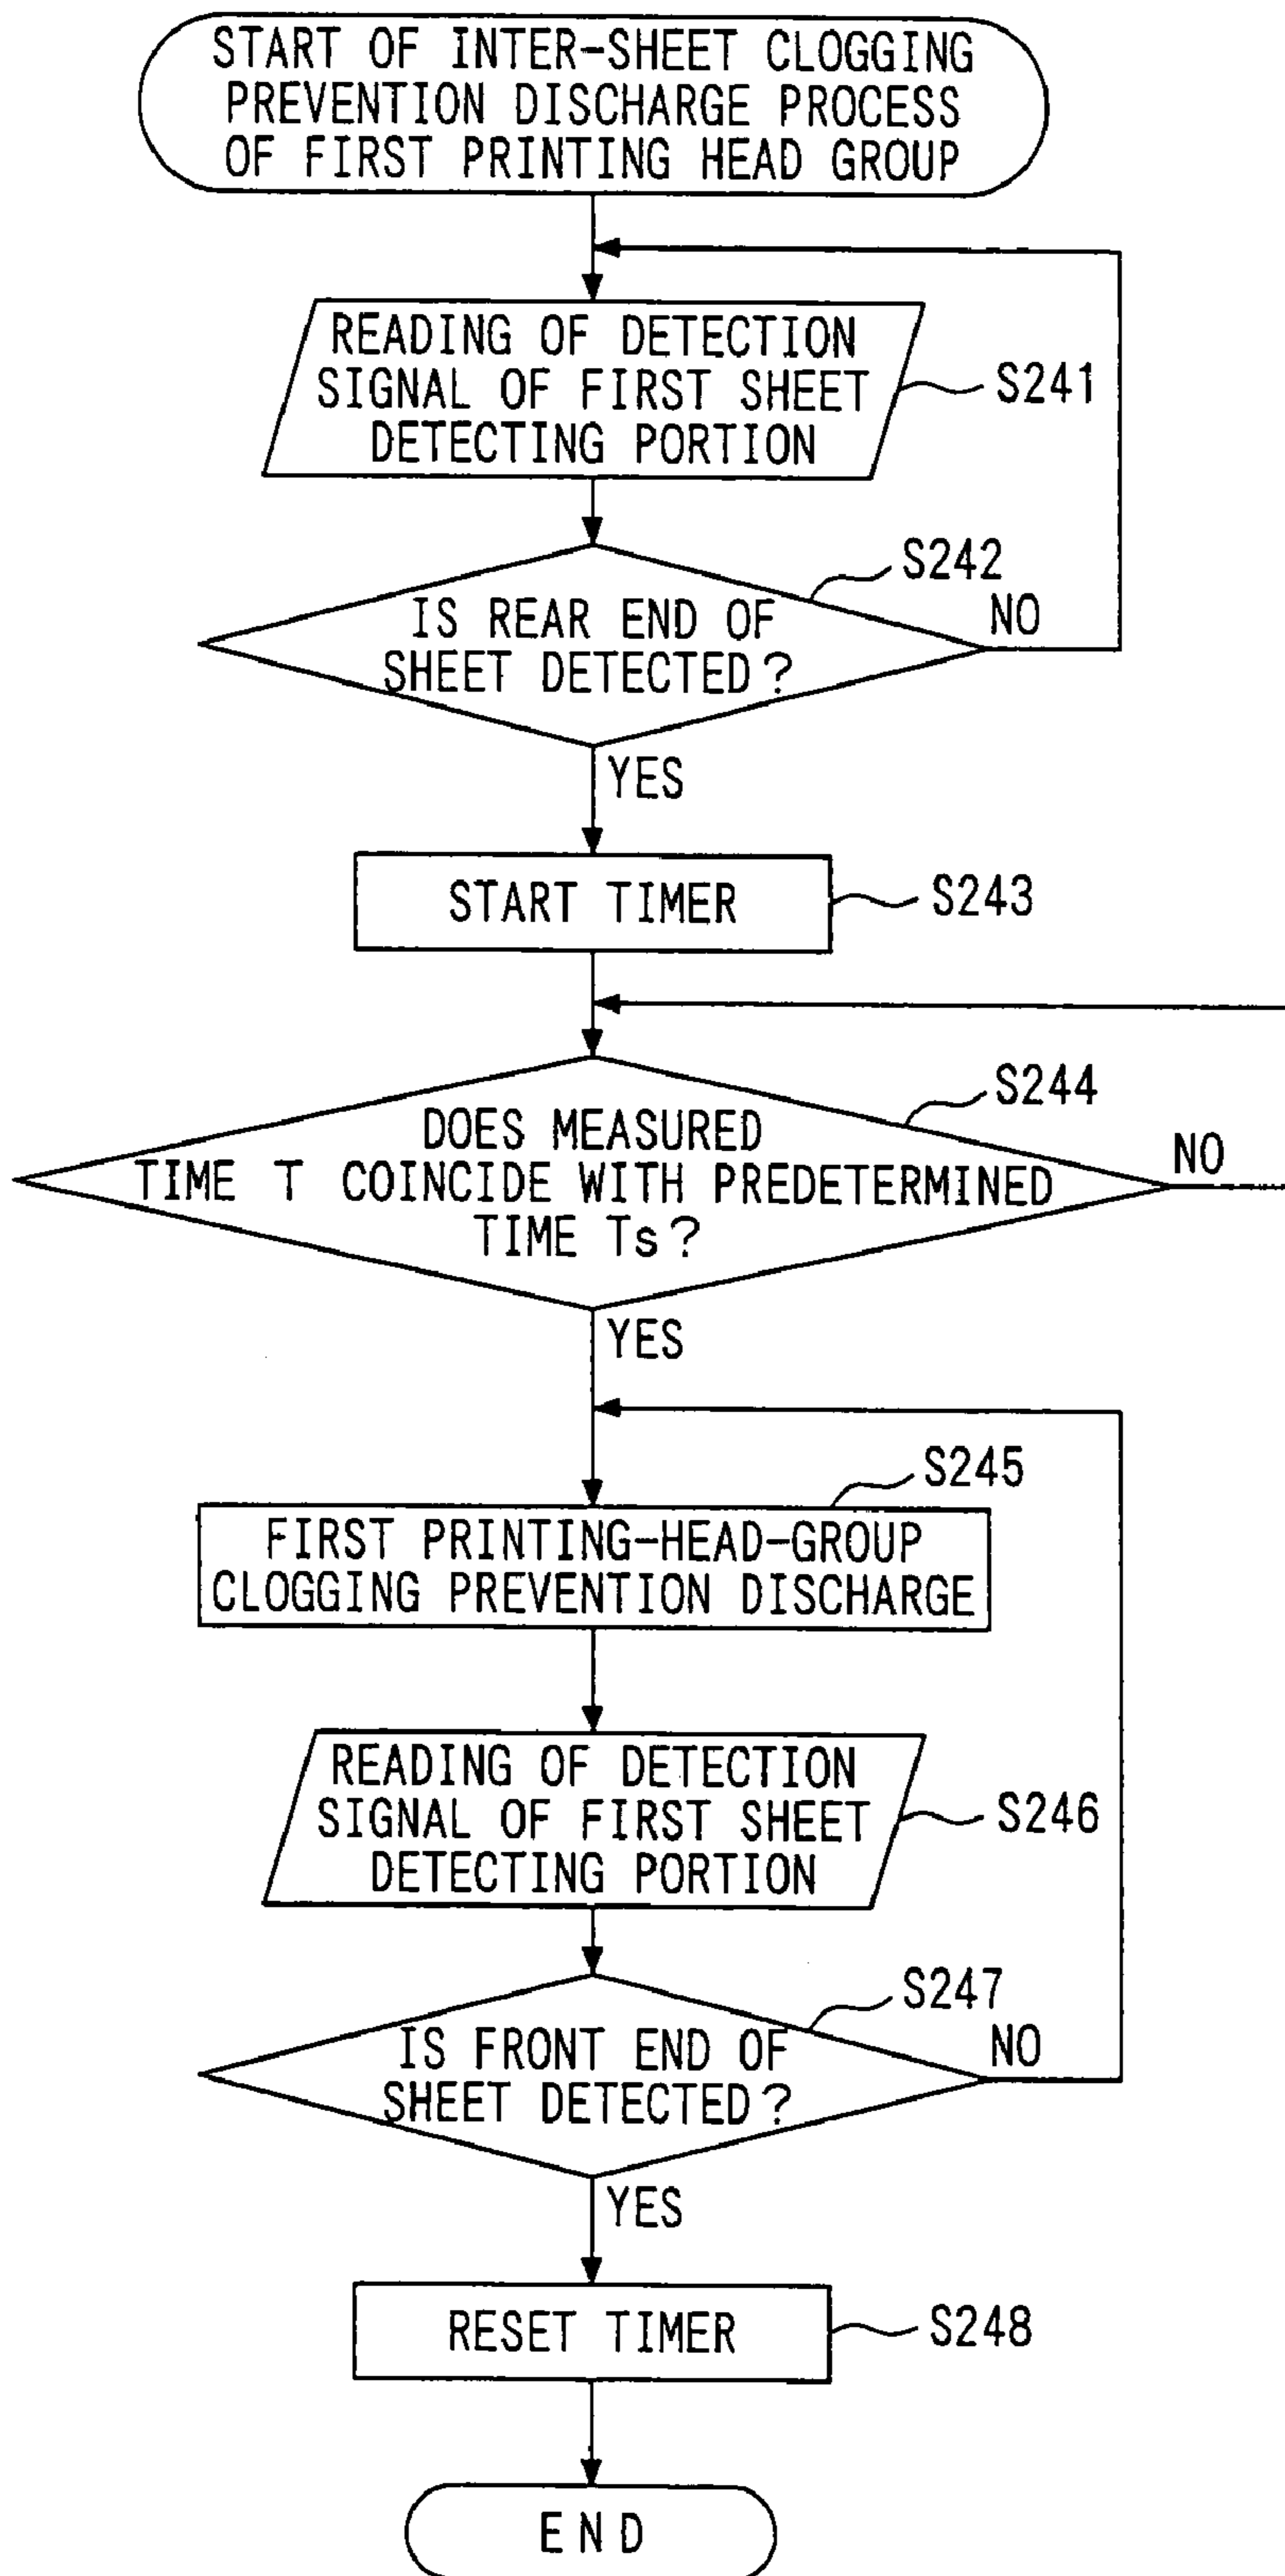 START OF INTER-SHEET CLOGGING
PREVENTION DISCHARGE PROCESS
OF FIRST PRINTING HEAD GROUP
READING OF DETECTION
SIGNAL OF FIRST SHEET
DETECTING PORTION
S241
S242
IS REAR END OF
SHEET DETECTED?
NO
YES
START TIMER
S243
S244
DOES MEASURED
TIME T COINCIDE WITH PREDETERMINED
TIME Ts?
NO
YES
S245
FIRST PRINTING-HEAD-GROUP
CLOGGING PREVENTION DISCHARGE
READING OF DETECTION
SIGNAL OF FIRST SHEET
DETECTING PORTION
S246
S247
IS FRONT END OF
SHEET DETECTED?
NO
YES
RESET TIMER
S248
END